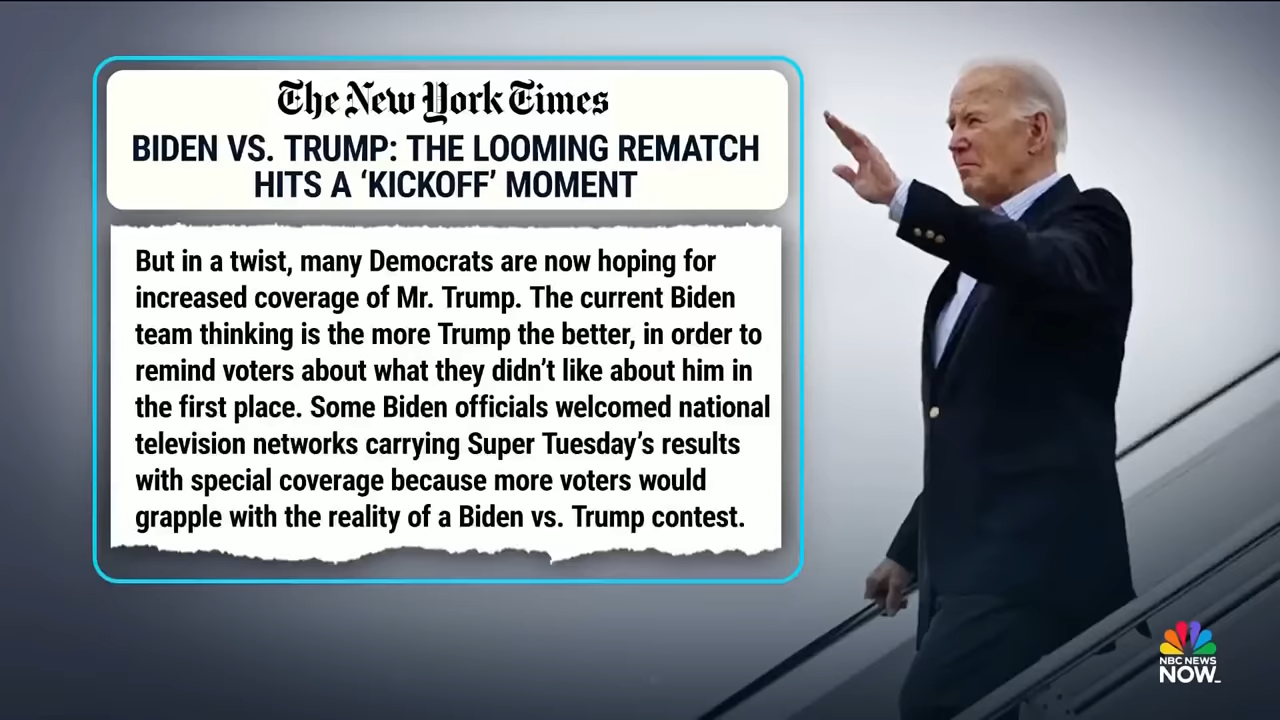 The New York Times
BIDEN VS. TRUMP: THE LOOMING REMATCH
HITS A ‘KICKOFF’ MOMENT
But in a twist, many Democrats are now hoping for
increased coverage of Mr. Trump. The current Biden
team thinking is the more Trump the better, in order to
remind voters about what they didn’t like about him in
the first place. Some Biden officials welcomed national
television networks carrying Super Tuesday’s results
with special coverage because more voters would
grapple with the reality of a Biden vs. Trump contest.
NBC NEWS
NOW_